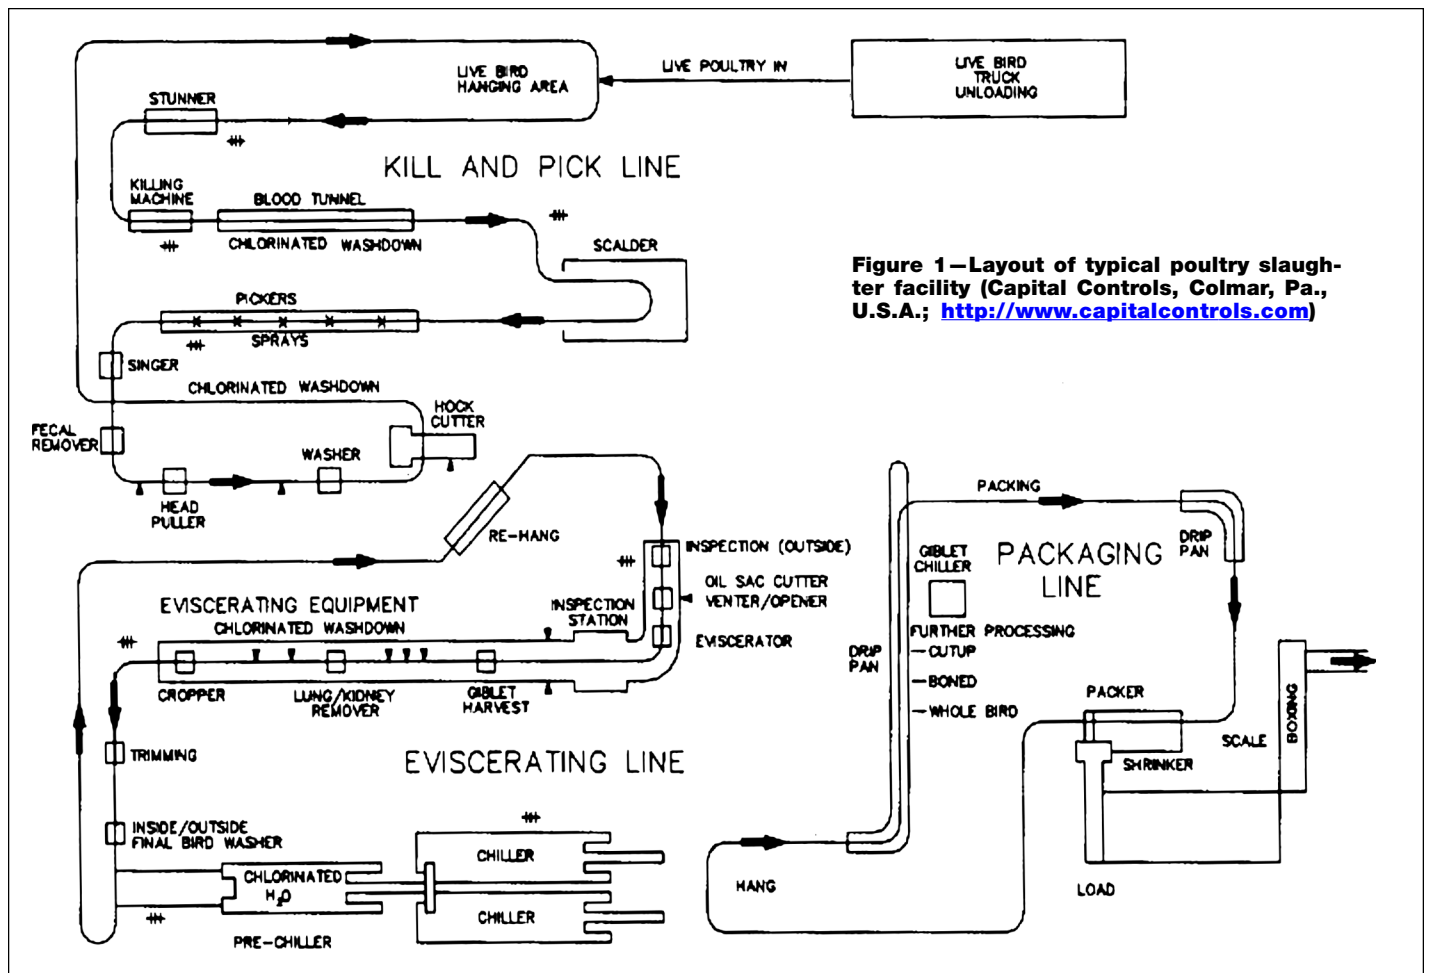 LIVE BIRD
HANGING AREA
LIVE POULTRY IN
LIVE BIRD
TRUCK
UNLOADING
STUNNER
KILL AND PICK LINE
KILLING
MACHINE
BLOOD TUNNEL
CHLORINATED WASHDOWN
SCALDER
Figure 1—Layout of typical poultry slaugh-
ter facility (Capital Controls, Colmar, Pa.,
U.S.A.; http://www.capitalcontrols.com)
PICKERS
SPRAYS
SINGER
CHLORINATED WASHDOWN
HOCK
CUTTER
FECAL
REMOVER
WASHER
HEAD
PULLER
RE-HANG
INSPECTION (OUTSIDE)
OIL SAC CUTTER
VENTER/OPENER
EVISCERATOR
EVISCERATING EQUIPMENT
CHLORINATED WASHDOWN
INSPECTION
STATION
CROPPER
LUNG/KIDNEY
REMOVER
GIBLET
HARVEST
TRIMMING
EVISCERATING LINE
INSIDE/OUTSIDE
FINAL BIRD WASHER
CHLORINATED
H2O
PRE-CHILLER
CHILLER
CHILLER
PACKING
DRIP
PAN
GIBLET
CHILLER
PACKAGING
LINE
FURTHER PROCESSING
CUTUP
BONED
WHOLE BIRD
DRIP
PAN
PACKER
SHRINKER
SCALE
BOXING
HANG
LOAD